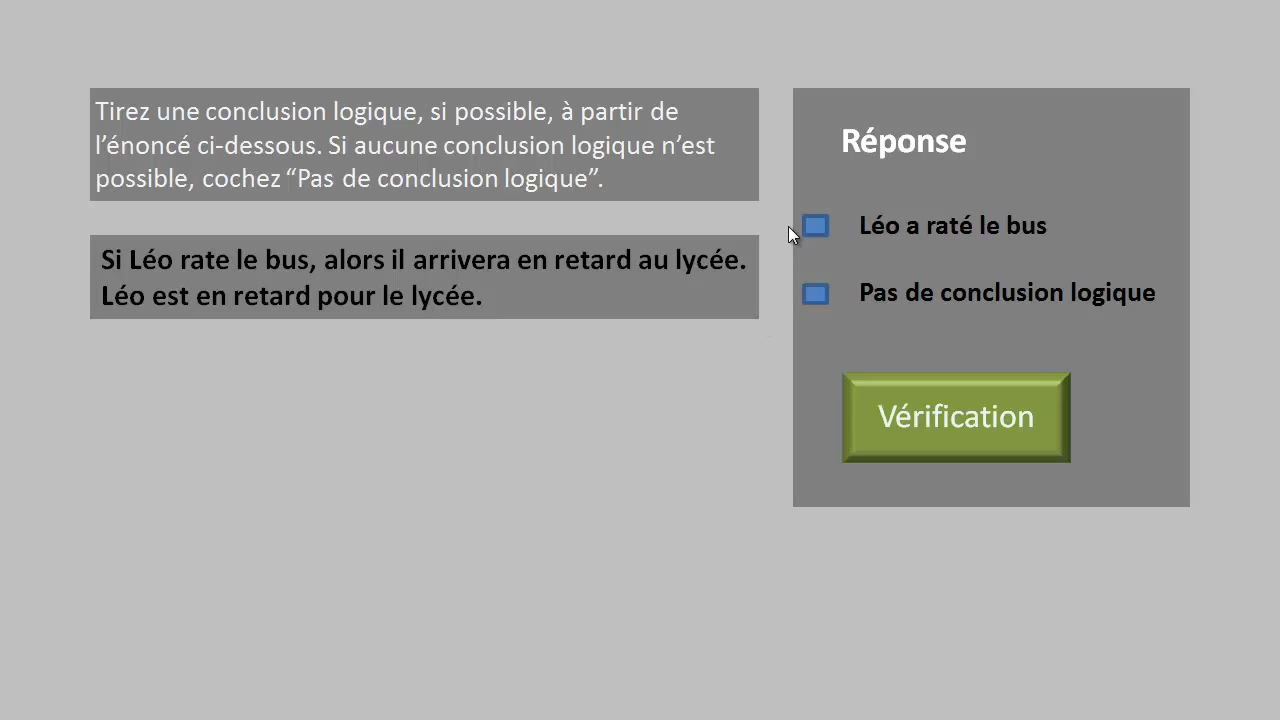 Tirez une conclusion logique, si possible, à partir de
l’énoncé ci-dessous. Si aucune conclusion logique n’est
possible, cochez “Pas de conclusion logique”.
Si Léo rate le bus, alors il arrivera en retard au lycée.
Léo est en retard pour le lycée.
Réponse
Léo a raté le bus
Pas de conclusion logique
Vérification